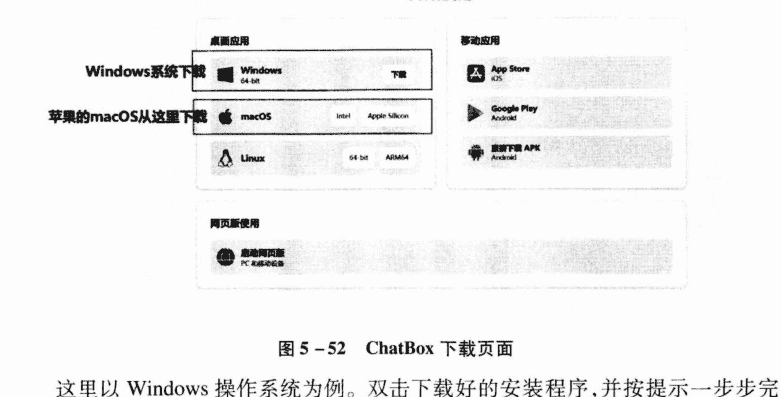 桌面应用
移动应用
Windows系统下载
Windows
64-bit
下载
App Store
iOS
苹果的macOS从这里下载
macOS
Intel
Apple Silicon
Google Play
Android
Linux
64-bit
ARM64
直接下载 APK
Android
网页版使用
启动网页版
PC 和移动设备
图 5-52 ChatBox 下载页面
这里以 Windows 操作系统为例。双击下载好的安装程序,并按提示一步步完